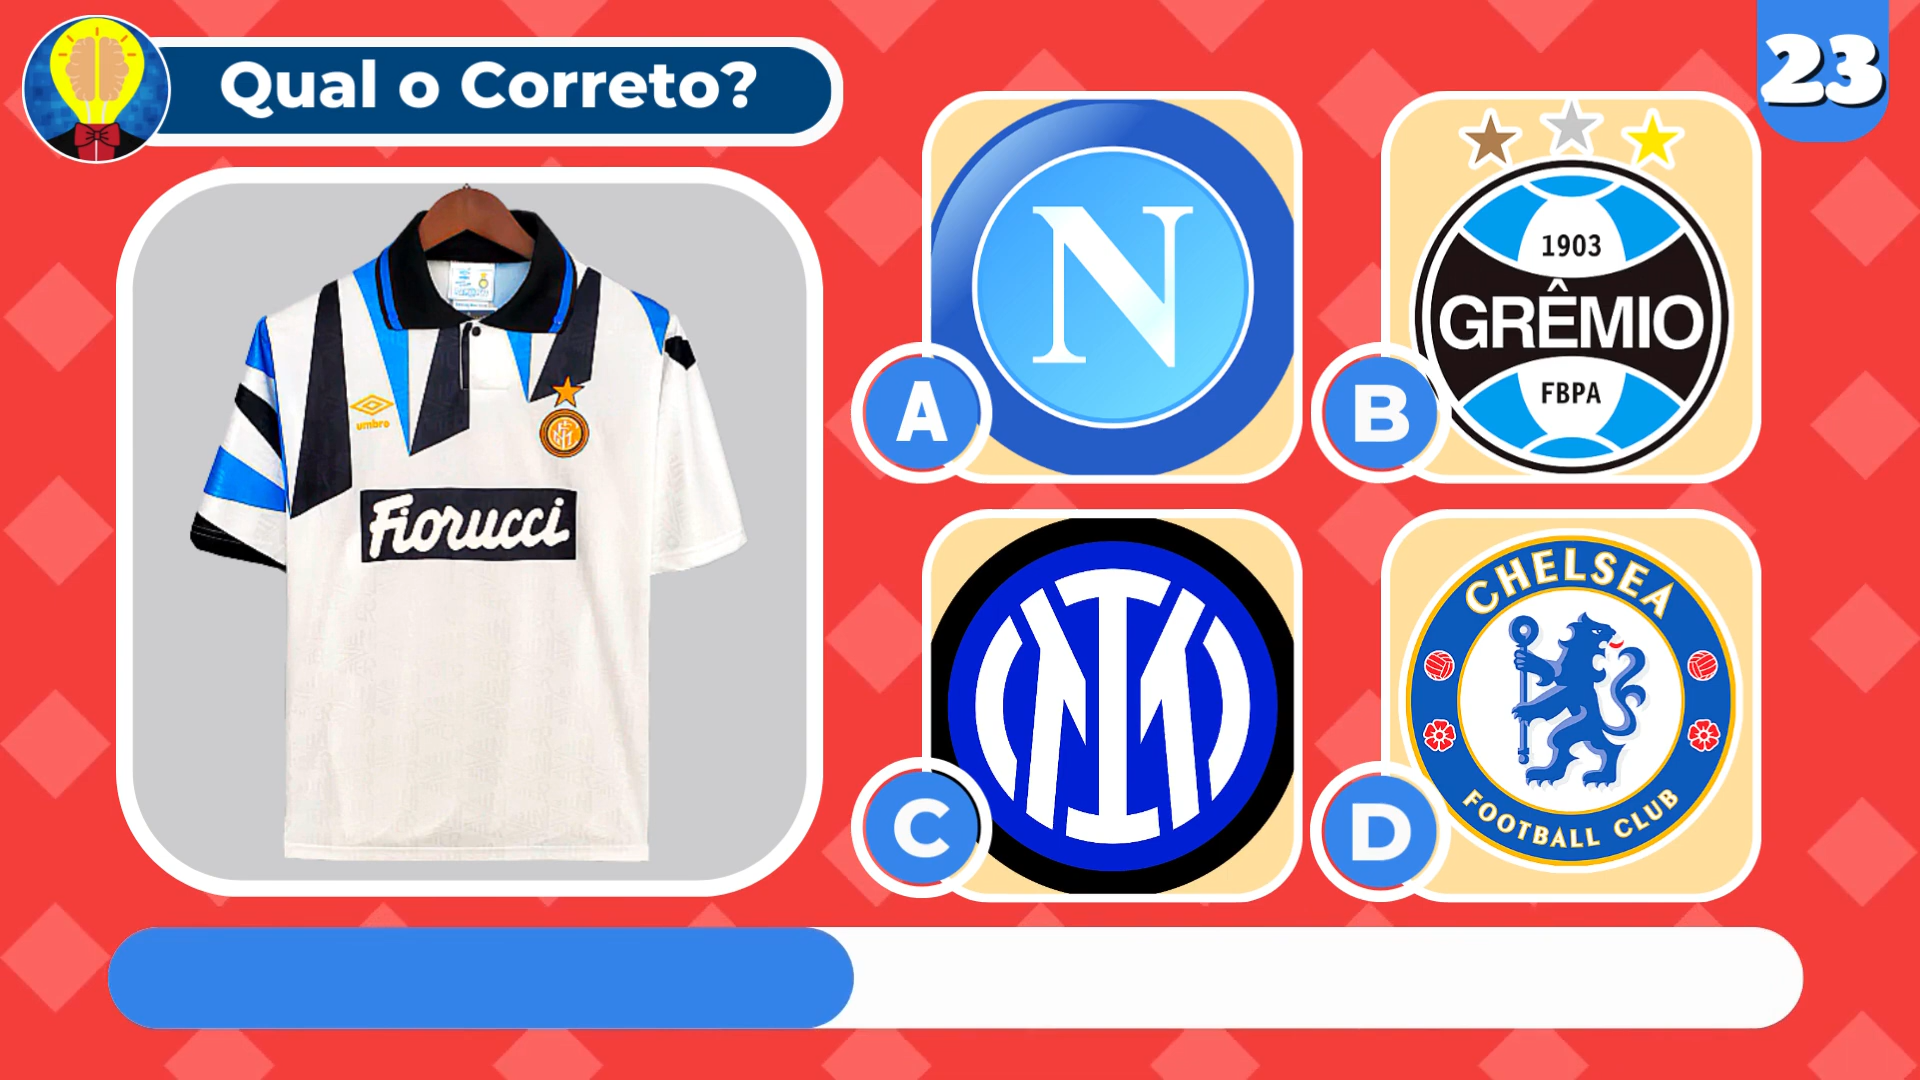 Qual o Correto?
23
umbro
Fiorucci
N
A
1903
GRÊMIO
FBPA
B
C
CHELSEA
FOOTBALL CLUB
D